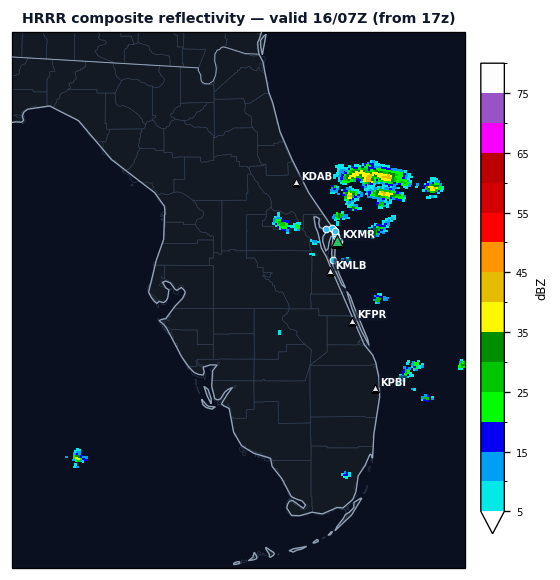 HRRR composite reflectivity — valid 16/07Z (from 17z)
KDAB
KXMR
KMLB
KFPR
KPBI
75
65
55
45
35
25
15
5
dBZ